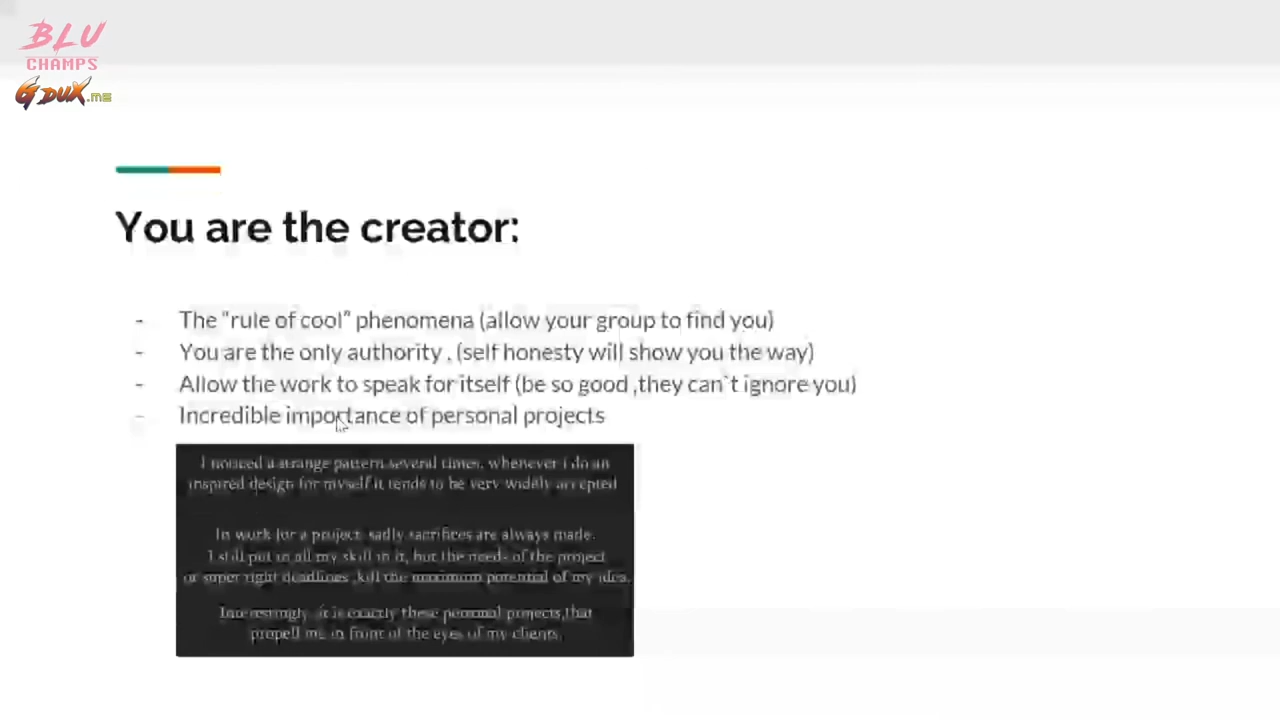 BLU
CHAMPS
GDUX.me
You are the creator:
- The "rule of cool" phenomena (allow your group to find you)
- You are the only authority , (self honesty will show you the way)
- Allow the work to speak for itself (be so good ,they can`t ignore you)
- Incredible importance of personal projects
I noticed a strange pattern several times, whenever i do an
inspired design for myself it tends to be very widely accepted
In work for a project sadly sacrifices are always made.
I still put in all my skill in it, but the needs of the project
or super tight deadlines ,kill the maximum potential of my idea.
Interestingly it is exactly these personal projects,that
propell me in front of the eyes of my clients.